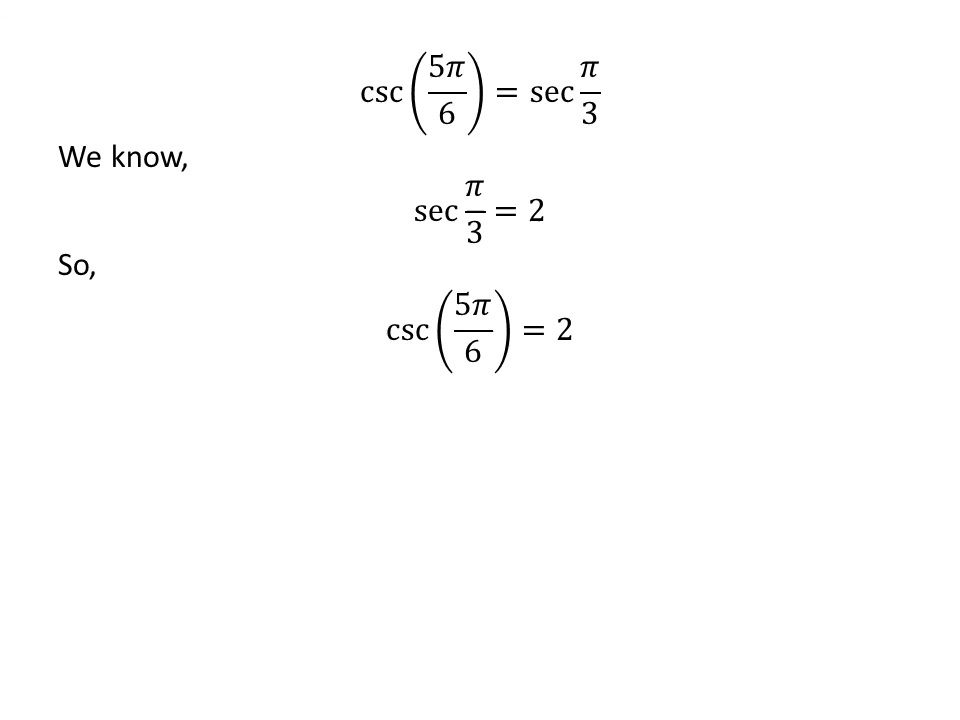 csc(5π/6) = sec π/3
We know,
sec π/3 = 2
So,
csc(5π/6) = 2